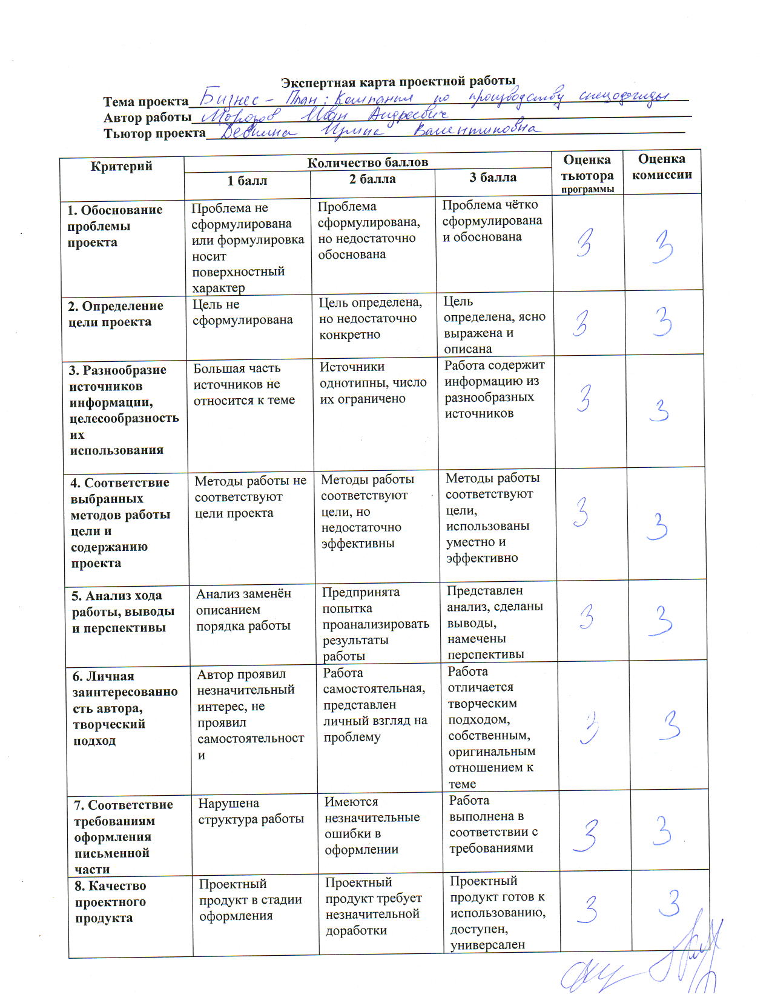 Экспертная карта проектной работы
Тема проекта Бизнес-План: Компания по производству спецодежды
Автор работы Морозов Иван Андреевич
Тьютор проекта Ирина Валентиновна
Критерий
Количество баллов
Оценка тьютора программы
Оценка комиссии
1 балл
2 балла
3 балла
1. Обоснование
проблемы
проекта
Проблема не
сформулирована
или формулировка
носит
поверхностный
характер
Проблема
сформулирована,
но недостаточно
обоснована
Проблема чётко
сформулирована
и обоснована
3
3
2. Определение
цели проекта
Цель не
сформулирована
Цель определена,
но недостаточно
конкретно
Цель
определена, ясно
выражена и
описана
3
3
3. Разнообразие
источников
информации,
целесообразность
их
использования
Большая часть
источников не
относится к теме
Источники
однотипны, число
их ограничено
Работа содержит
информацию из
разнообразных
источников
3
3
4. Соответствие
выбранных
методов работы
цели и
содержанию
проекта
Методы работы не
соответствуют
цели проекта
Методы работы
соответствуют
цели, но
недостаточно
эффективны
Методы работы
соответствуют
цели,
использованы
уместно и
эффективно
3
3
5. Анализ хода
работы, выводы
и перспективы
Анализ заменён
описанием
порядка работы
Предпринята
попытка
проанализировать
результаты
работы
Представлен
анализ, сделаны
выводы,
намечены
перспективы
3
3
6. Личная
заинтересованно
сть автора,
творческий
подход
Автор проявил
незначительный
интерес, не
проявил
самостоятельност
и
Работа
самостоятельная,
представлен
личный взгляд на
проблему
Работа
отличается
творческим
подходом,
собственным,
оригинальным
отношением к
теме
3
3
7. Соответствие
требованиям
оформления
письменной
части
Нарушена
структура работы
Имеются
незначительные
ошибки в
оформлении
Работа
выполнена в
соответствии с
требованиями
3
3
8. Качество
проектного
продукта
Проектный
продукт в стадии
оформления
Проектный
продукт требует
незначительной
доработки
Проектный
продукт готов к
использованию,
доступен,
универсален
3
3